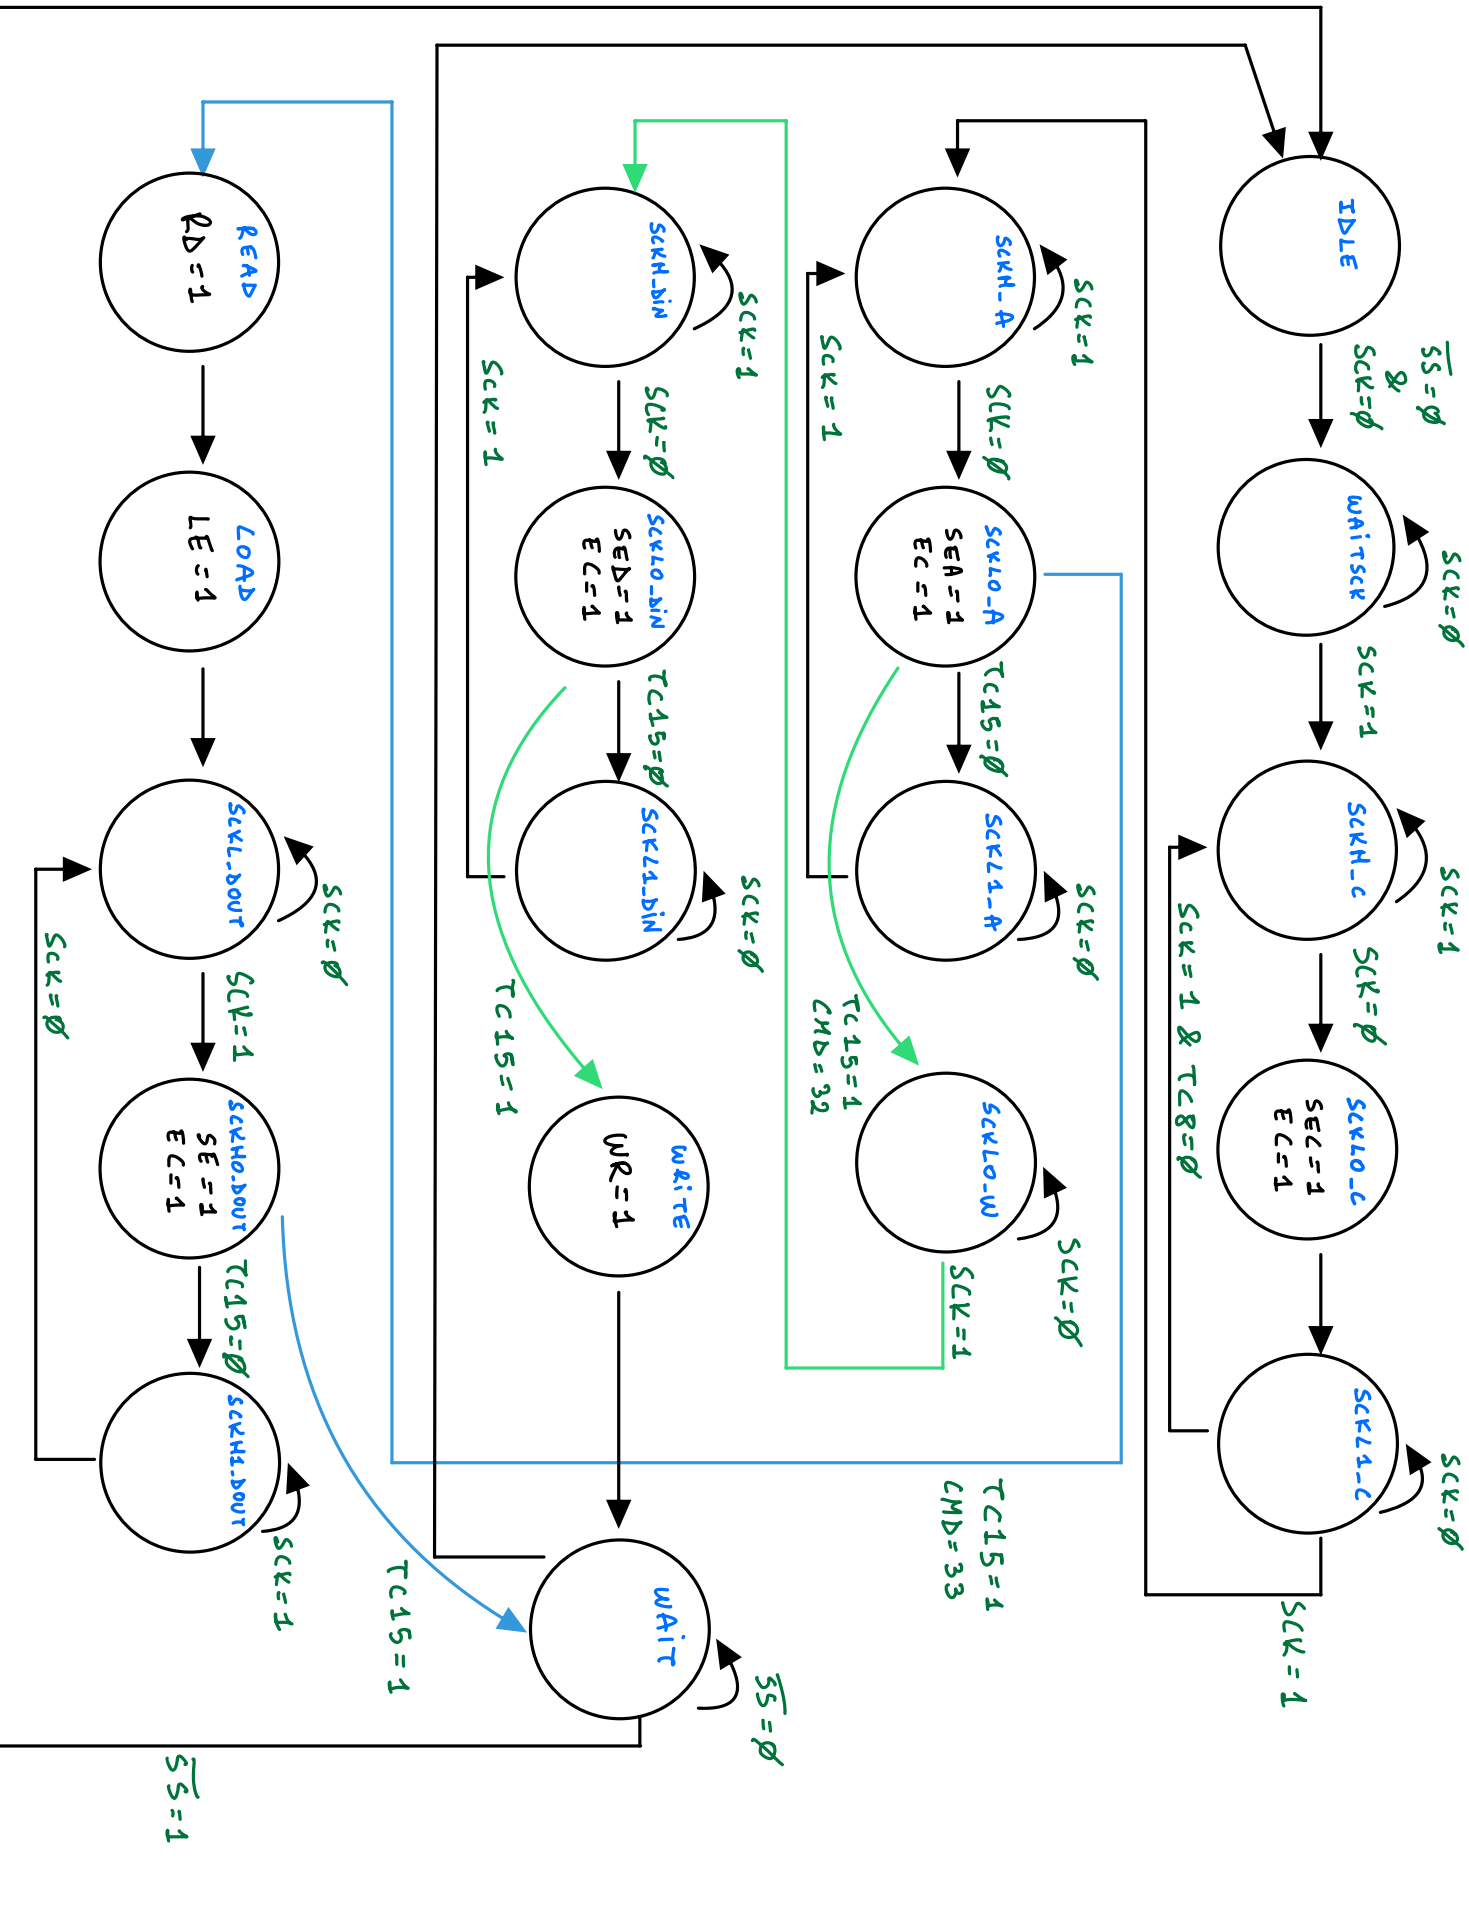 S̅S̅=Ø
&
SCK=Ø
SCK=Ø
SCK=1
SCK=1
SCK=Ø
SCK=Ø
IDLE
WAiTSCK
SCKH_C
SCKLO_C
SEC=1
EC=1
SCKL1_C
SCK=1
SCK=1 & TC8=Ø
SCK=1
SCK=Ø
SCK=Ø
SCKH_A
SCK=Ø
SCKLO_A
SEA=1
EC=1
TC15=Ø
SCKL1_A
SCKLO_W
SCK=1
TC15=1
CMD=33
SCK=1
TC15=1
CMD=32
SCK=1
SCK=Ø
S̅S̅=Ø
SCKH_DiN
SCK=Ø
SCKLO_DiN
SED=1
EC=1
TC15=Ø
SCKL1_DiN
WRiTE
WR=1
WAiT
SCK=1
TC15=1
TC15=1
SCK=Ø
SCK=1
READ
RD=1
LOAD
LE=1
SCKL_DOUT
SCK=1
SCKHO_DOUT
SE=1
EC=1
TC15=Ø
SCKH1_DOUT
S̅S̅=1
SCK=Ø